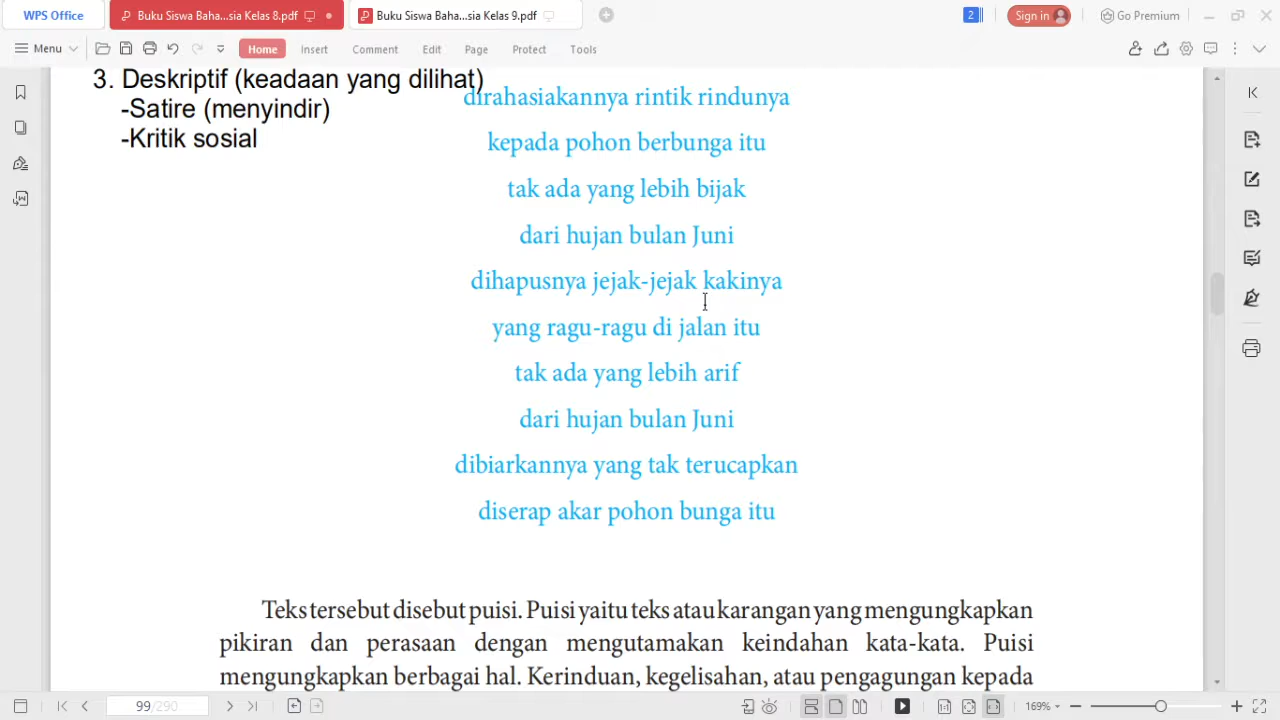 WPS Office
Buku Siswa Baha...sia Kelas 8.pdf
Buku Siswa Baha...sia Kelas 9.pdf
2
Sign in
Go Premium
Menu
Home
Insert
Comment
Edit
Page
Protect
Tools
3. Deskriptif (keadaan yang dilihat)
-Satire (menyindir)
-Kritik sosial
dirahasiakannya rintik rindunya
kepada pohon berbunga itu
tak ada yang lebih bijak
dari hujan bulan Juni
dihapusnya jejak-jejak kakinya
yang ragu-ragu di jalan itu
tak ada yang lebih arif
dari hujan bulan Juni
dibiarkannya yang tak terucapkan
diserap akar pohon bunga itu
Teks tersebut disebut puisi. Puisi yaitu teks atau karangan yang mengungkapkan
pikiran dan perasaan dengan mengutamakan keindahan kata-kata. Puisi
mengungkapkan berbagai hal. Kerinduan, kegelisahan, atau pengagungan kepada
99/290
169%